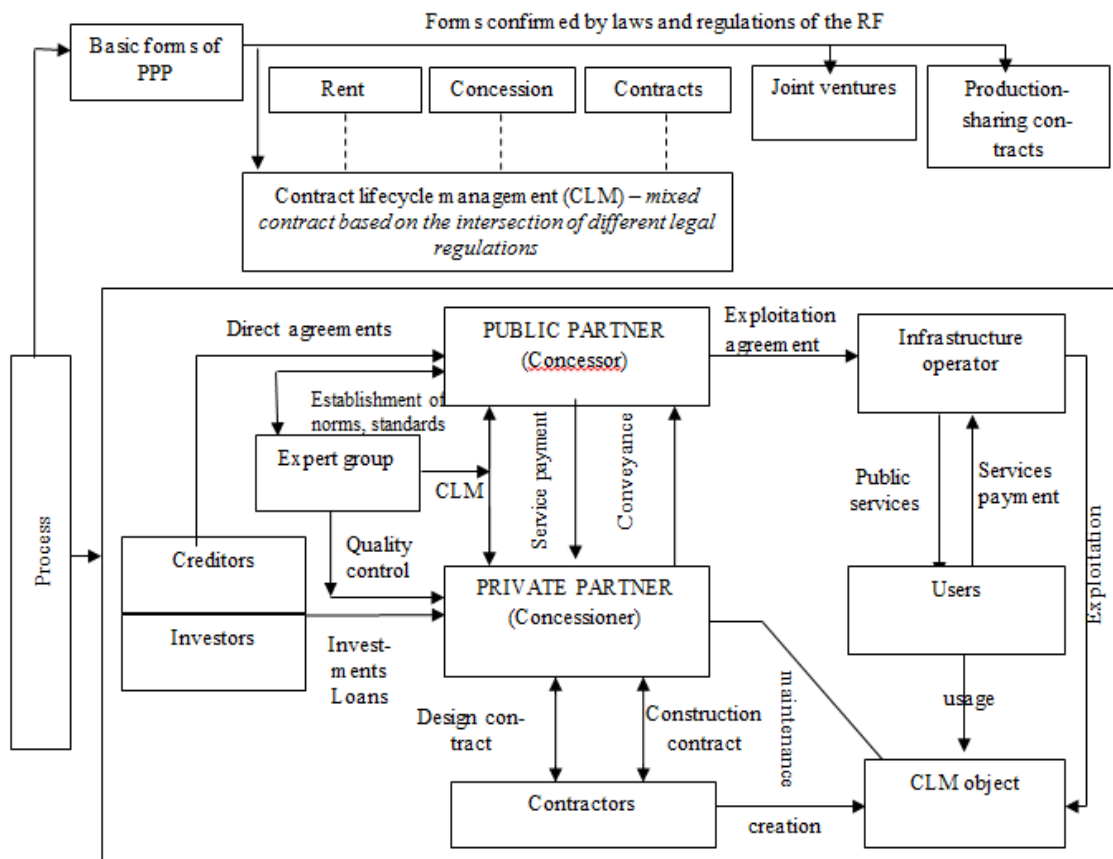 Forms confirmed by laws and regulations of the RF
Basic forms of
PPP
Rent
Concession
Contracts
Joint ventures
Production-
sharing con-
tracts
Contract lifecycle management (CLM) – mixed
contract based on the intersection of different legal
regulations
Process
Direct agreements
PUBLIC PARTNER
(Concessor)
Exploitation
agreement
Infrastructure
operator
Establishment of
norms, standards
Expert group
CLM
Service payment
Conveyance
Public
services
Services
payment
Exploitation
Quality
control
Creditors
Investors
Invest-
ments
Loans
PRIVATE PARTNER
(Concessioner)
Users
usage
Design con-
tract
Construction
contract
maintenance
Contractors
creation
CLM object